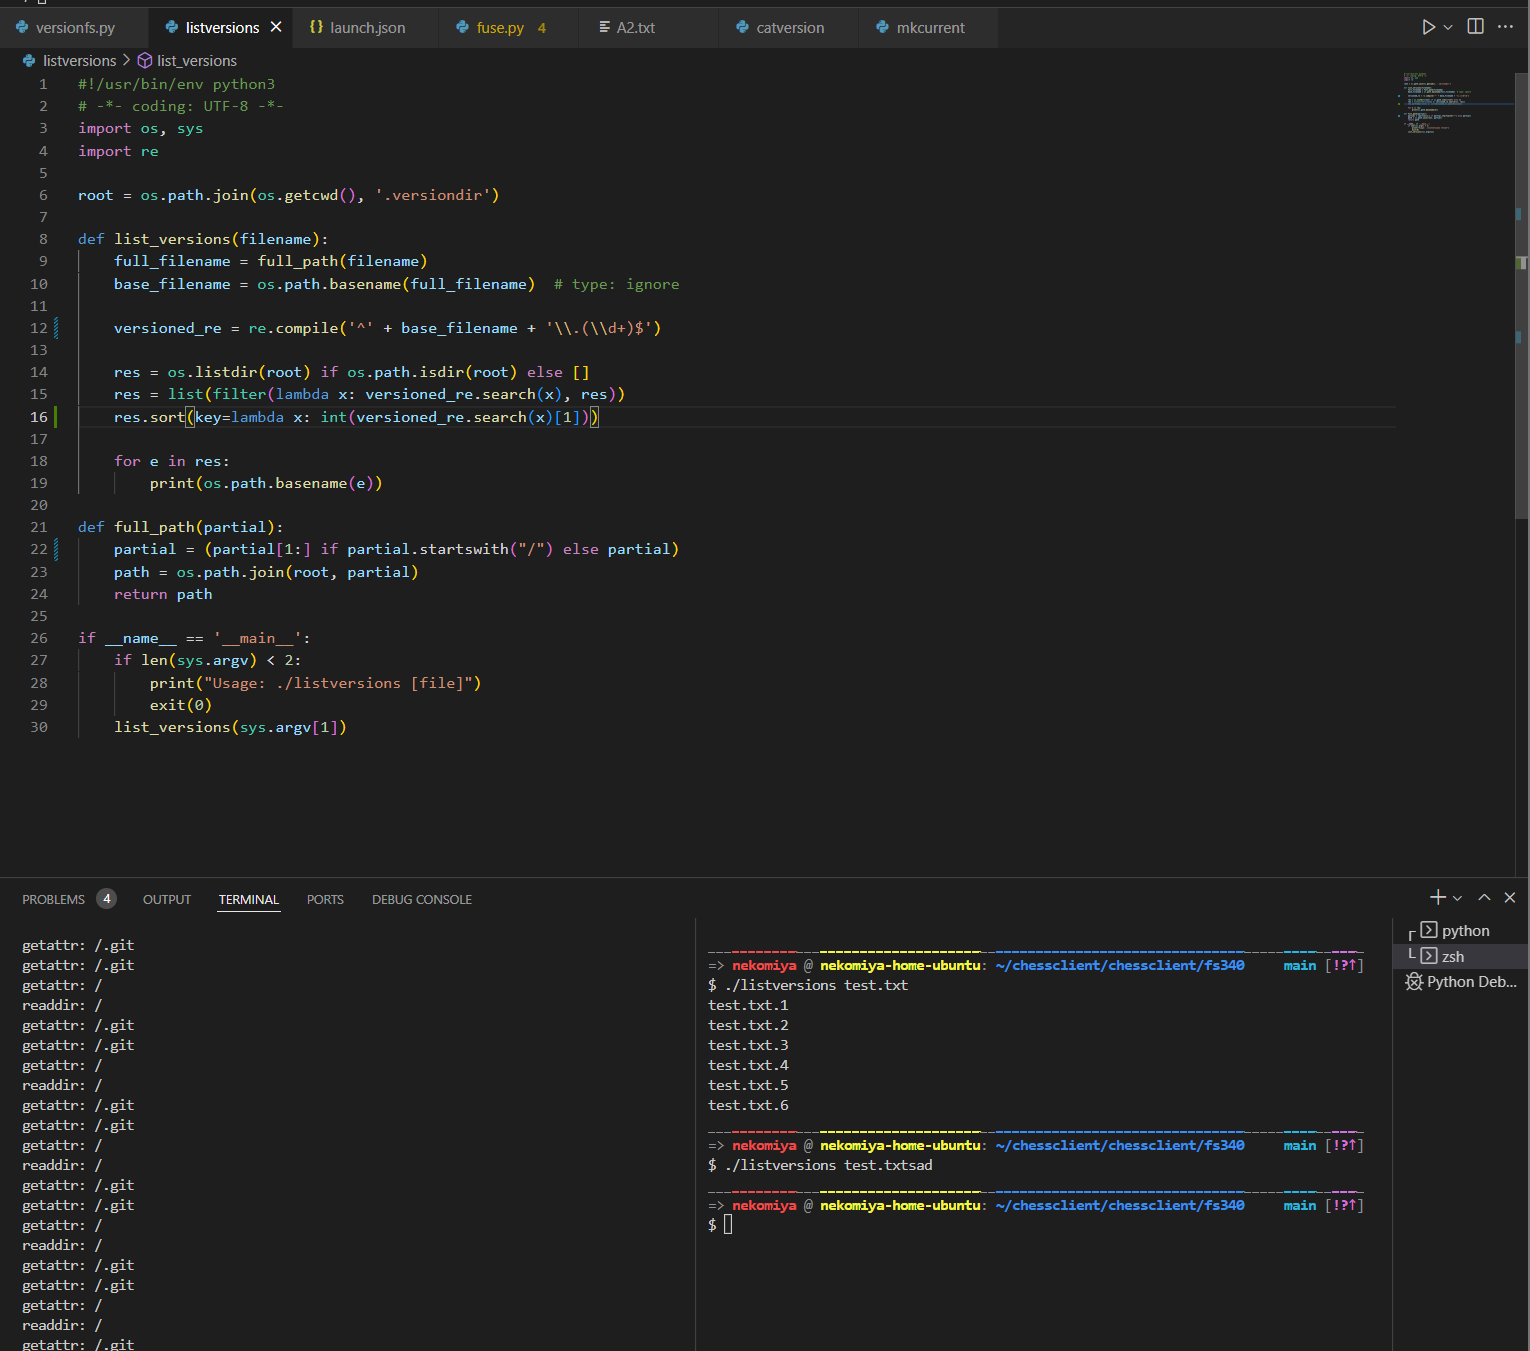 versionfs.py listversions launch.json fuse.py 4 A2.txt catversion mkcurrent
listversions > list_versions
1 #!/usr/bin/env python3
2 # -*- coding: UTF-8 -*-
3 import os, sys
4 import re
5
6 root = os.path.join(os.getcwd(), '.versiondir')
7
8 def list_versions(filename):
9     full_filename = full_path(filename)
10     base_filename = os.path.basename(full_filename)  # type: ignore
11
12     versioned_re = re.compile('^' + base_filename + '\\.(\\d+)$')
13
14     res = os.listdir(root) if os.path.isdir(root) else []
15     res = list(filter(lambda x: versioned_re.search(x), res))
16     res.sort(key=lambda x: int(versioned_re.search(x)[1]))
17
18     for e in res:
19         print(os.path.basename(e))
20
21 def full_path(partial):
22     partial = (partial[1:] if partial.startswith("/") else partial)
23     path = os.path.join(root, partial)
24     return path
25
26 if __name__ == '__main__':
27     if len(sys.argv) < 2:
28         print("Usage: ./listversions [file]")
29         exit(0)
30     list_versions(sys.argv[1])
PROBLEMS 4 OUTPUT TERMINAL PORTS DEBUG CONSOLE
getattr: /.git
getattr: /.git
getattr: /
readdir: /
getattr: /.git
getattr: /.git
getattr: /
readdir: /
getattr: /.git
getattr: /.git
getattr: /
readdir: /
getattr: /.git
getattr: /.git
getattr: /
readdir: /
getattr: /.git
getattr: /.git
getattr: /
readdir: /
getattr: /.git
=> nekomiya @ nekomiya-home-ubuntu: ~/chessclient/chessclient/fs340 main [!?↑]
$ ./listversions test.txt
test.txt.1
test.txt.2
test.txt.3
test.txt.4
test.txt.5
test.txt.6
=> nekomiya @ nekomiya-home-ubuntu: ~/chessclient/chessclient/fs340 main [!?↑]
$ ./listversions test.txtsad
=> nekomiya @ nekomiya-home-ubuntu: ~/chessclient/chessclient/fs340 main [!?↑]
$
python
zsh
Python Deb...